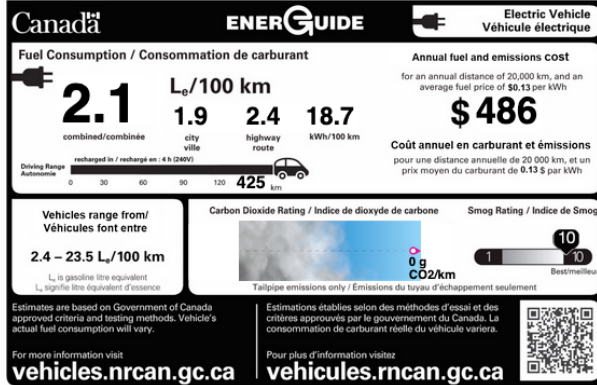 Canada
ENERGUIDE
Electric Vehicle
Véhicule électrique
Fuel Consumption / Consommation de carburant
2.1
combined/combinée
Lₑ/100 km
1.9
city
ville
2.4
highway
route
18.7
kWh/100 km
Driving Range
Autonomie
recharged in / rechargé en : 4 h (240V)
0 30 60 90 120 425 km
Annual fuel and emissions COST
for an annual distance of 20,000 km, and an
average fuel price of $0.13 per kWh
$ 486
Coût annuel en carburant et émissions
pour une distance annuelle de 20 000 km, et un
prix moyen du carburant de 0.13 $ par kWh
Vehicles range from/
Véhicules font entre
2.4 – 23.5 Lₑ/100 km
Lₑ is gasoline litre equivalent
Lₑ signifie litre équivalent d'essence
Carbon Dioxide Rating / Indice de dioxyde de carbone
0 g
CO2/km
Smog Rating / Indice de Smog
10
1 10
Best/meilleur
Tailpipe emissions only / Émissions du tuyau d'échappement seulement
Estimates are based on Government of Canada
approved criteria and testing methods. Vehicle's
actual fuel consumption will vary.
For more information visit
vehicles.nrcan.gc.ca
Estimations établies selon des méthodes d'essai et des
critères approuvés par le gouvernement du Canada. La
consommation de carburant réelle du véhicule variera.
Pour plus d'information visitez
vehicules.rncan.gc.ca